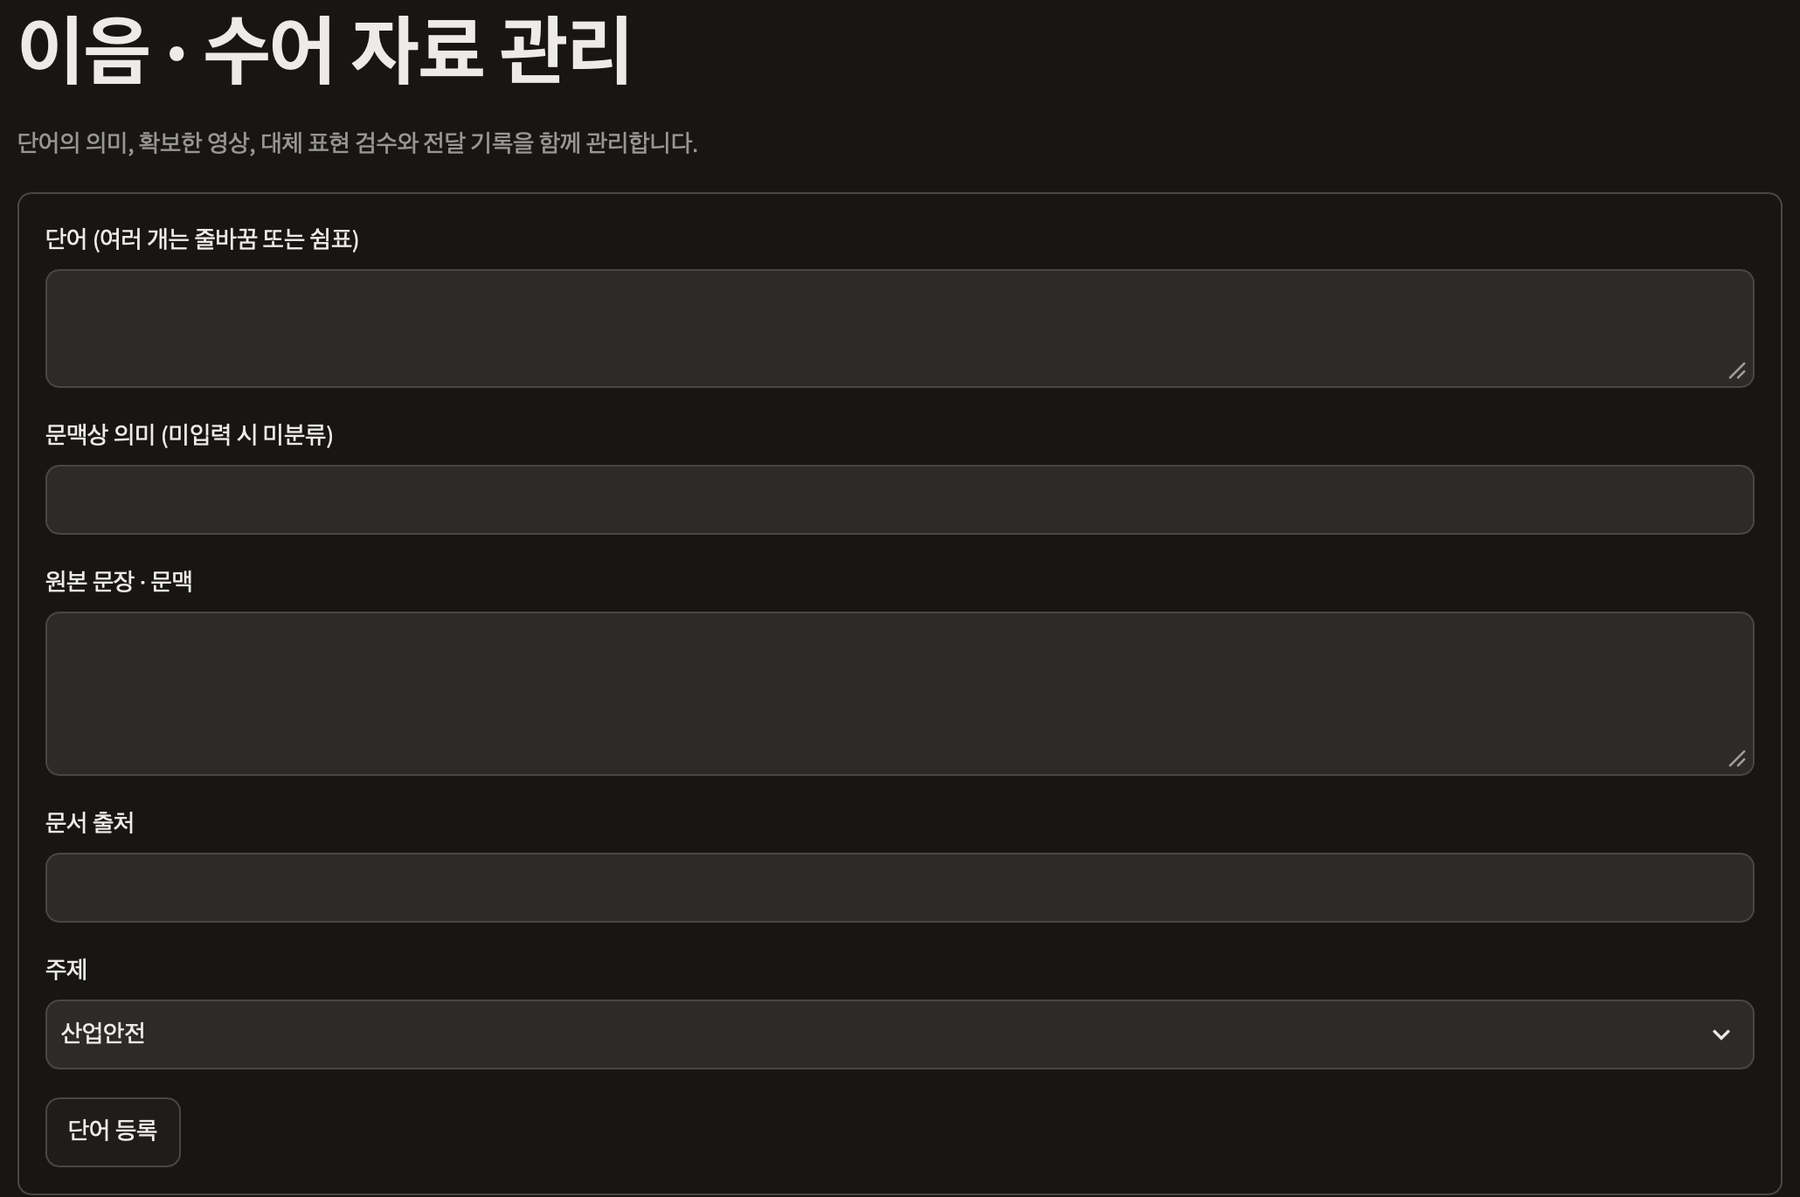 이음 · 수어 자료 관리
단어의 의미, 확보한 영상, 대체 표현 검수와 전달 기록을 함께 관리합니다.
단어 (여러 개는 줄바꿈 또는 쉼표)
문맥상 의미 (미입력 시 미분류)
원본 문장 · 문맥
문서 출처
주제
산업안전
단어 등록